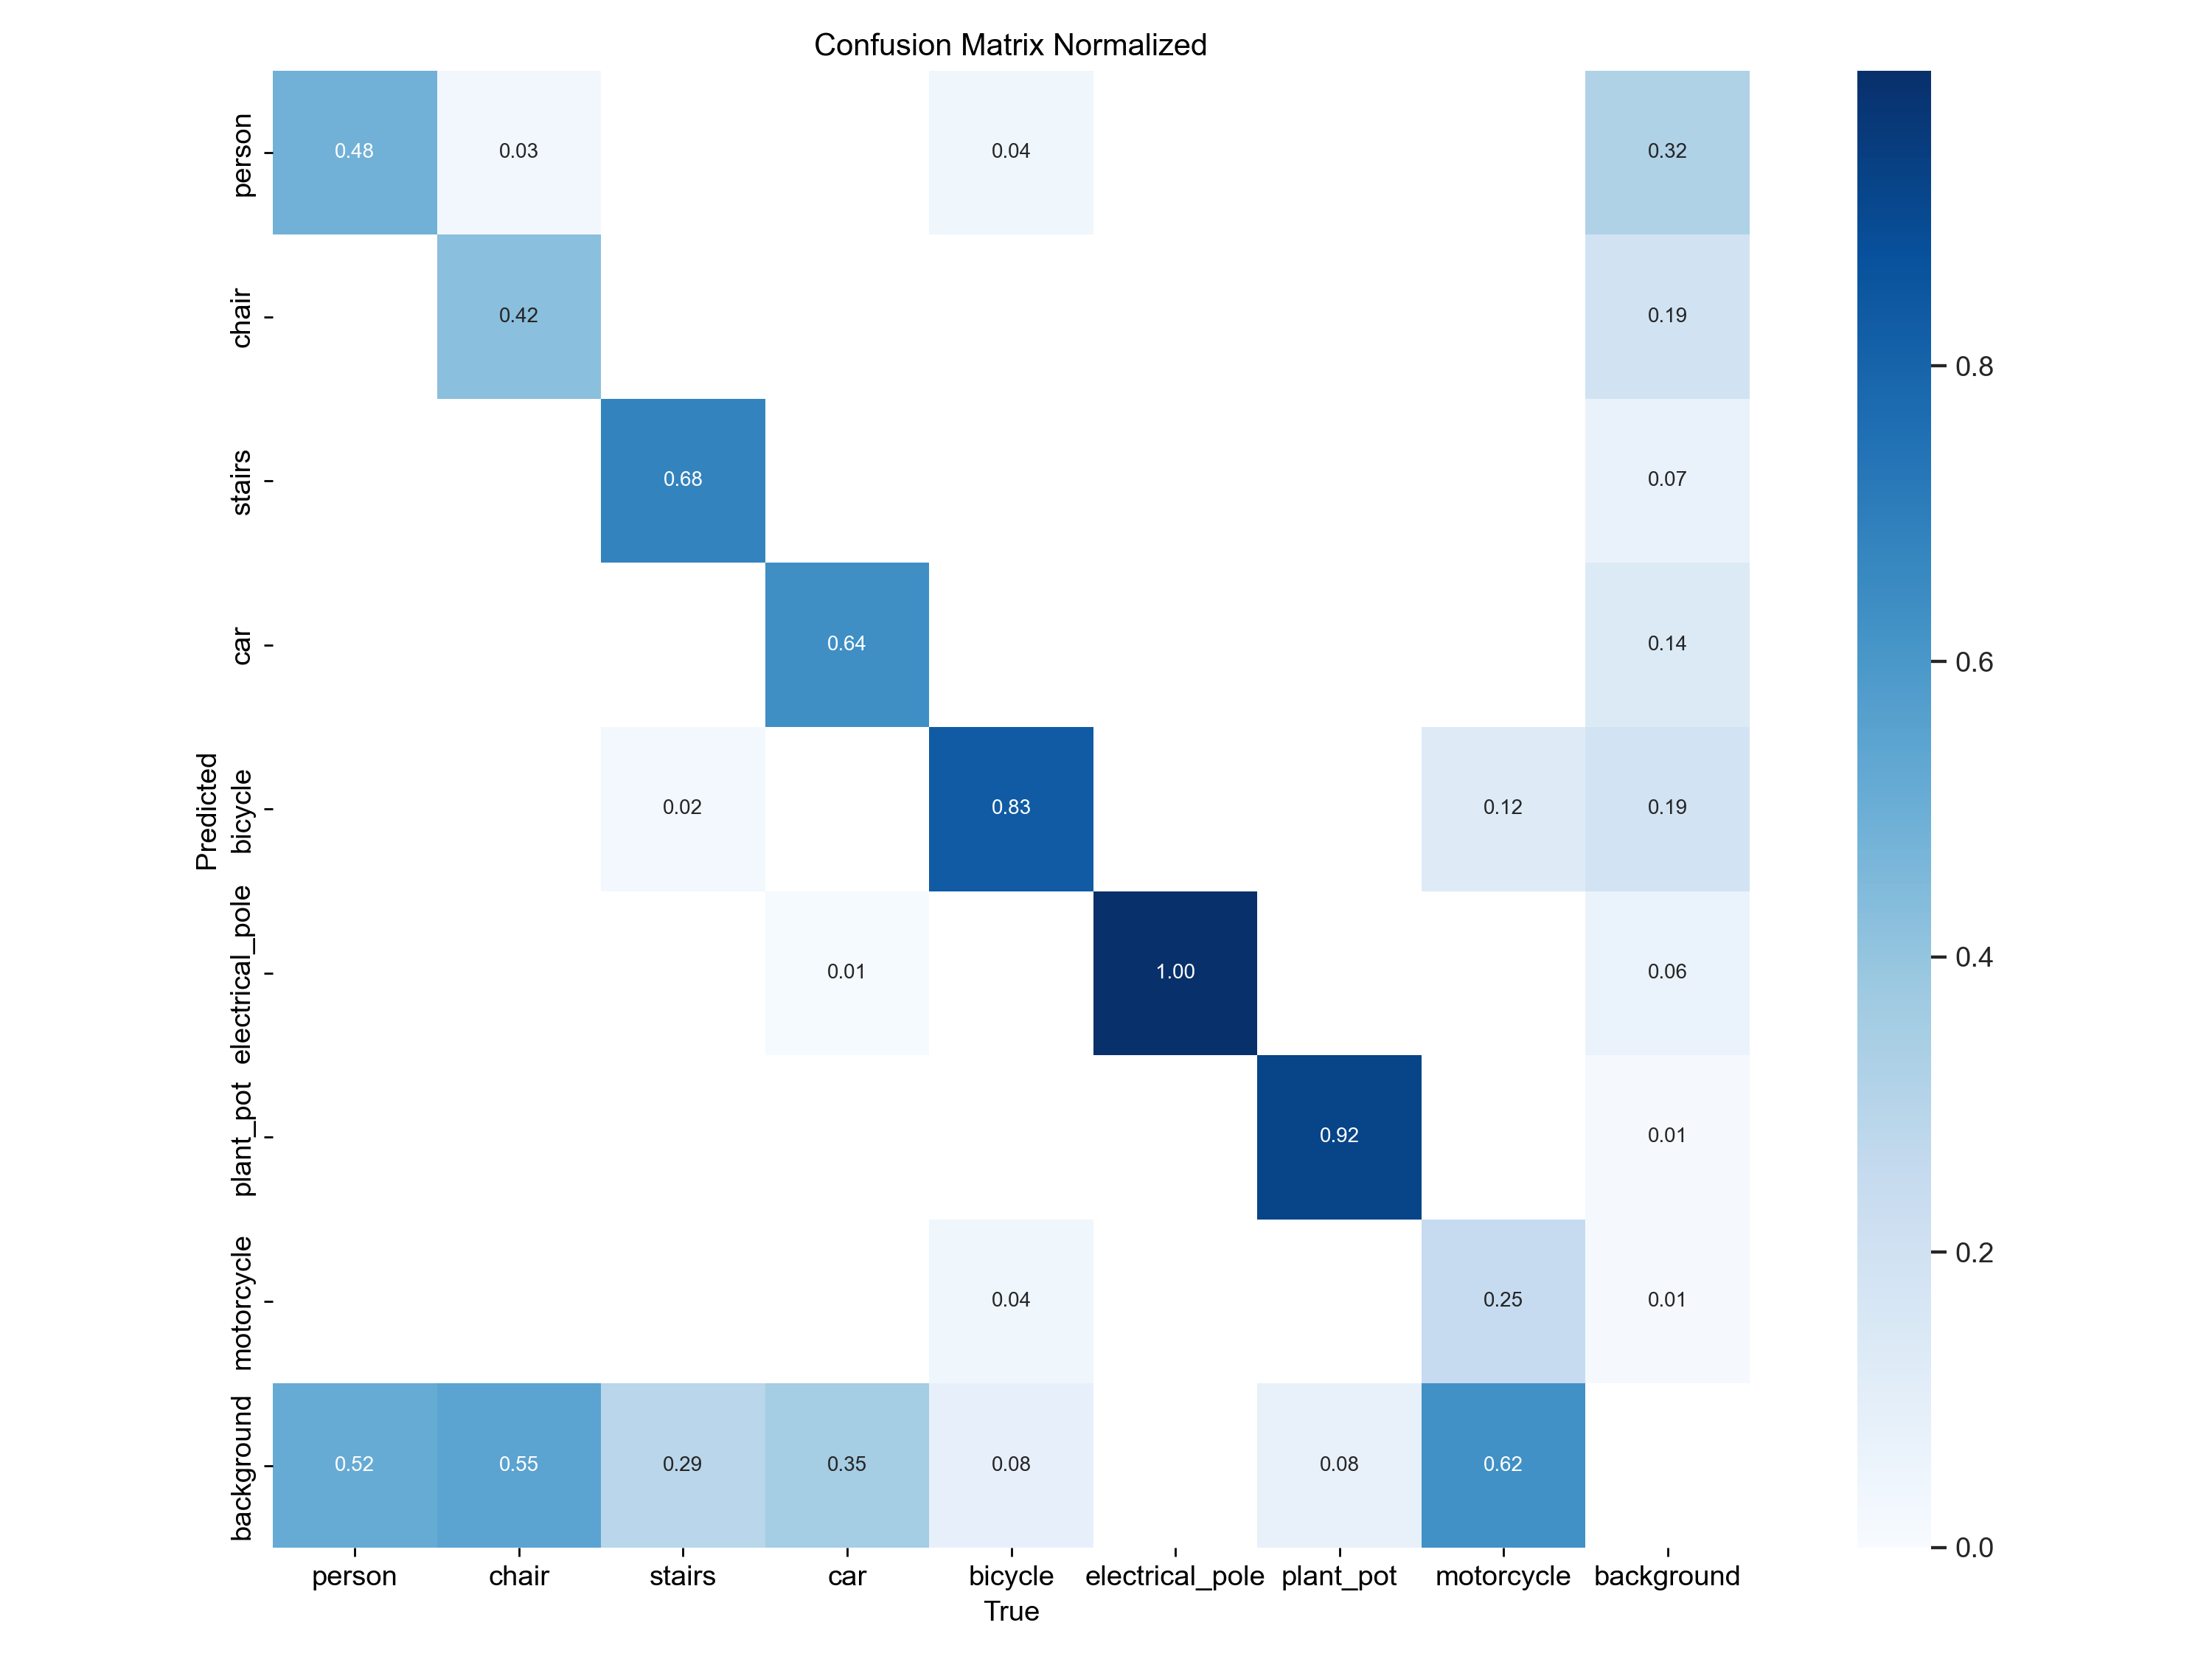 Confusion Matrix Normalized
person 0.48 0.03 0.04 0.32
chair 0.42 0.19
stairs 0.68 0.07
car 0.64 0.14
bicycle 0.02 0.83 0.12 0.19
electrical_pole 0.01 1.00 0.06
plant_pot 0.92 0.01
motorcycle 0.04 0.25 0.01
background 0.52 0.55 0.29 0.35 0.08 0.08 0.62
Predicted
person chair stairs car bicycle electrical_pole plant_pot motorcycle background
True
0.8
0.6
0.4
0.2
0.0